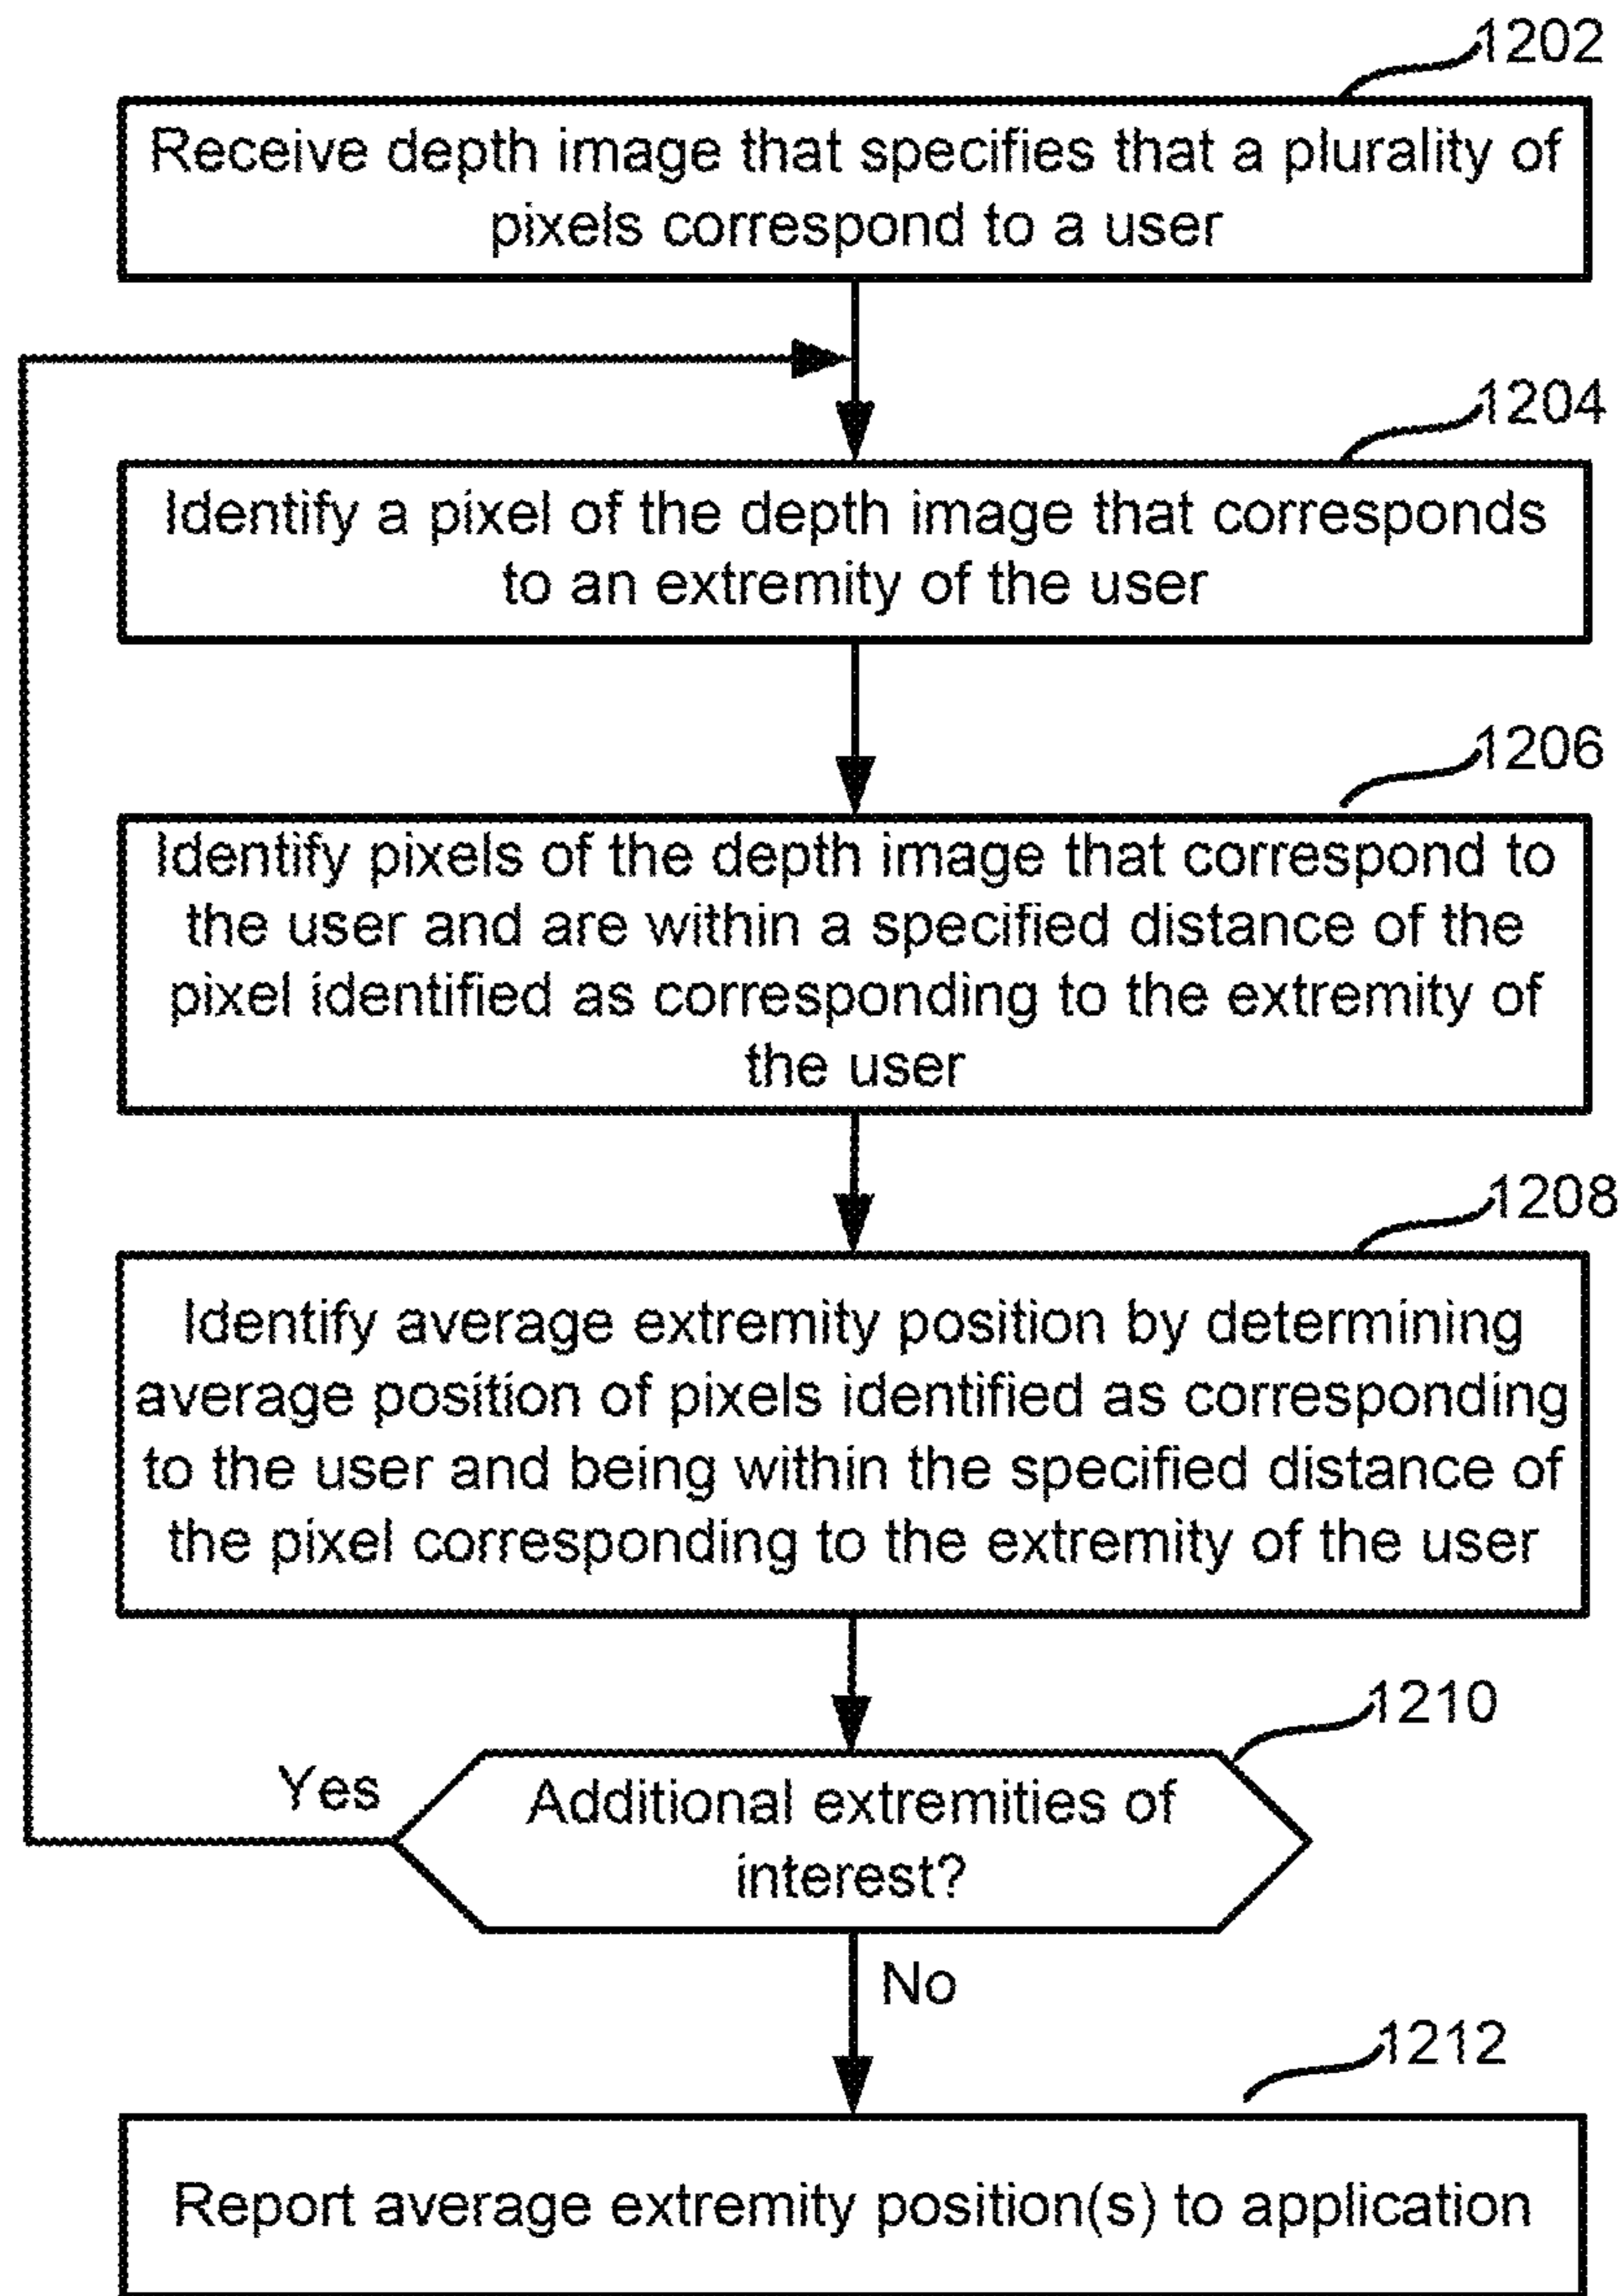 1202
Receive depth image that specifies that a plurality of
pixels correspond to a user
1204
Identify a pixel of the depth image that corresponds
to an extremity of the user
1206
Identify pixels of the depth image that correspond to
the user and are within a specified distance of the
pixel identified as corresponding to the extremity of
the user
1208
Identify average extremity position by determining
average position of pixels identified as corresponding
to the user and being within the specified distance of
the pixel corresponding to the extremity of the user
1210
Yes
Additional extremities of
interest?
No
1212
Report average extremity position(s) to application